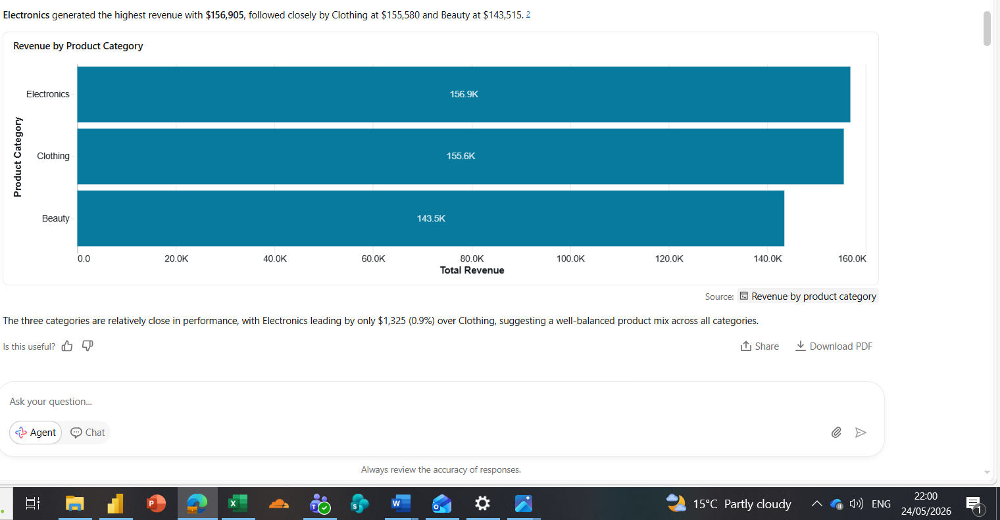 Electronics generated the highest revenue with $156,905, followed closely by Clothing at $155,580 and Beauty at $143,515. 2
Revenue by Product Category
Product Category
Electronics
156.9K
Clothing
155.6K
Beauty
143.5K
0.0 20.0K 40.0K 60.0K 80.0K 100.0K 120.0K 140.0K 160.0K
Total Revenue
Source: Revenue by product category
The three categories are relatively close in performance, with Electronics leading by only $1,325 (0.9%) over Clothing, suggesting a well-balanced product mix across all categories.
Is this useful? Share Download PDF
Ask your question...
Agent Chat
Always review the accuracy of responses.
15°C Partly cloudy ENG 22:00
24/05/2026 1